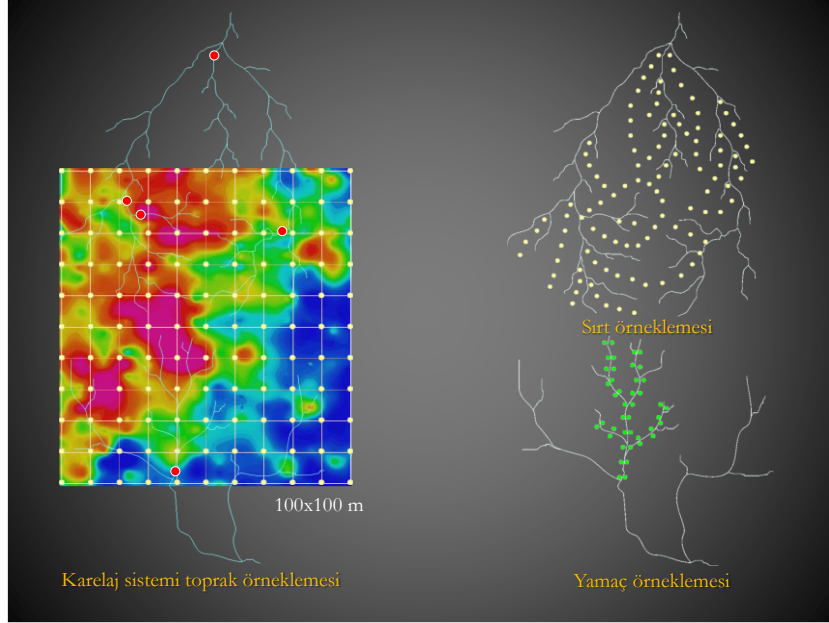 Sırt örneklemesi
100x100 m
Karelaj sistemi toprak örneklemesi
Yamaç örneklemesi